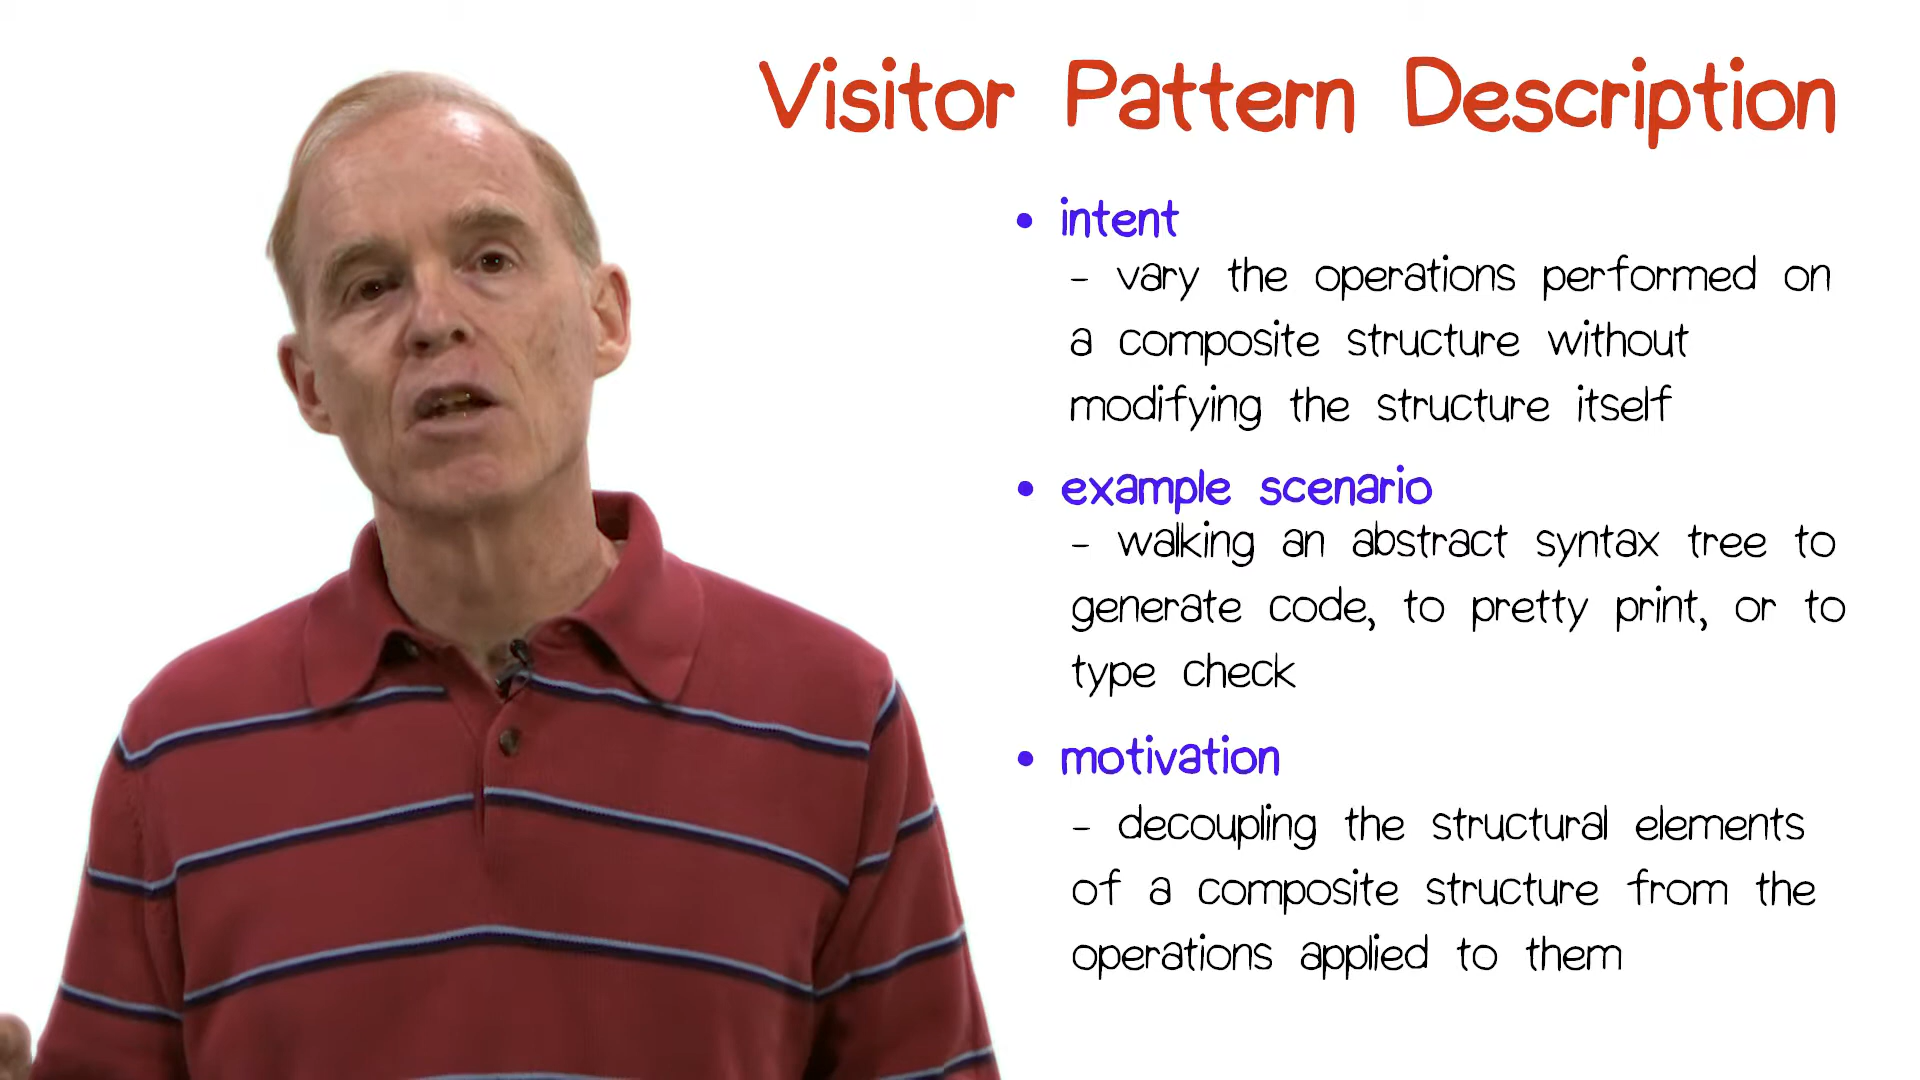 Visitor Pattern Description
• intent
- vary the operations performed on
a composite structure without
modifying the structure itself
• example scenario
- walking an abstract syntax tree to
generate code, to pretty print, or to
type check
• motivation
- decoupling the structural elements
of a composite structure from the
operations applied to them